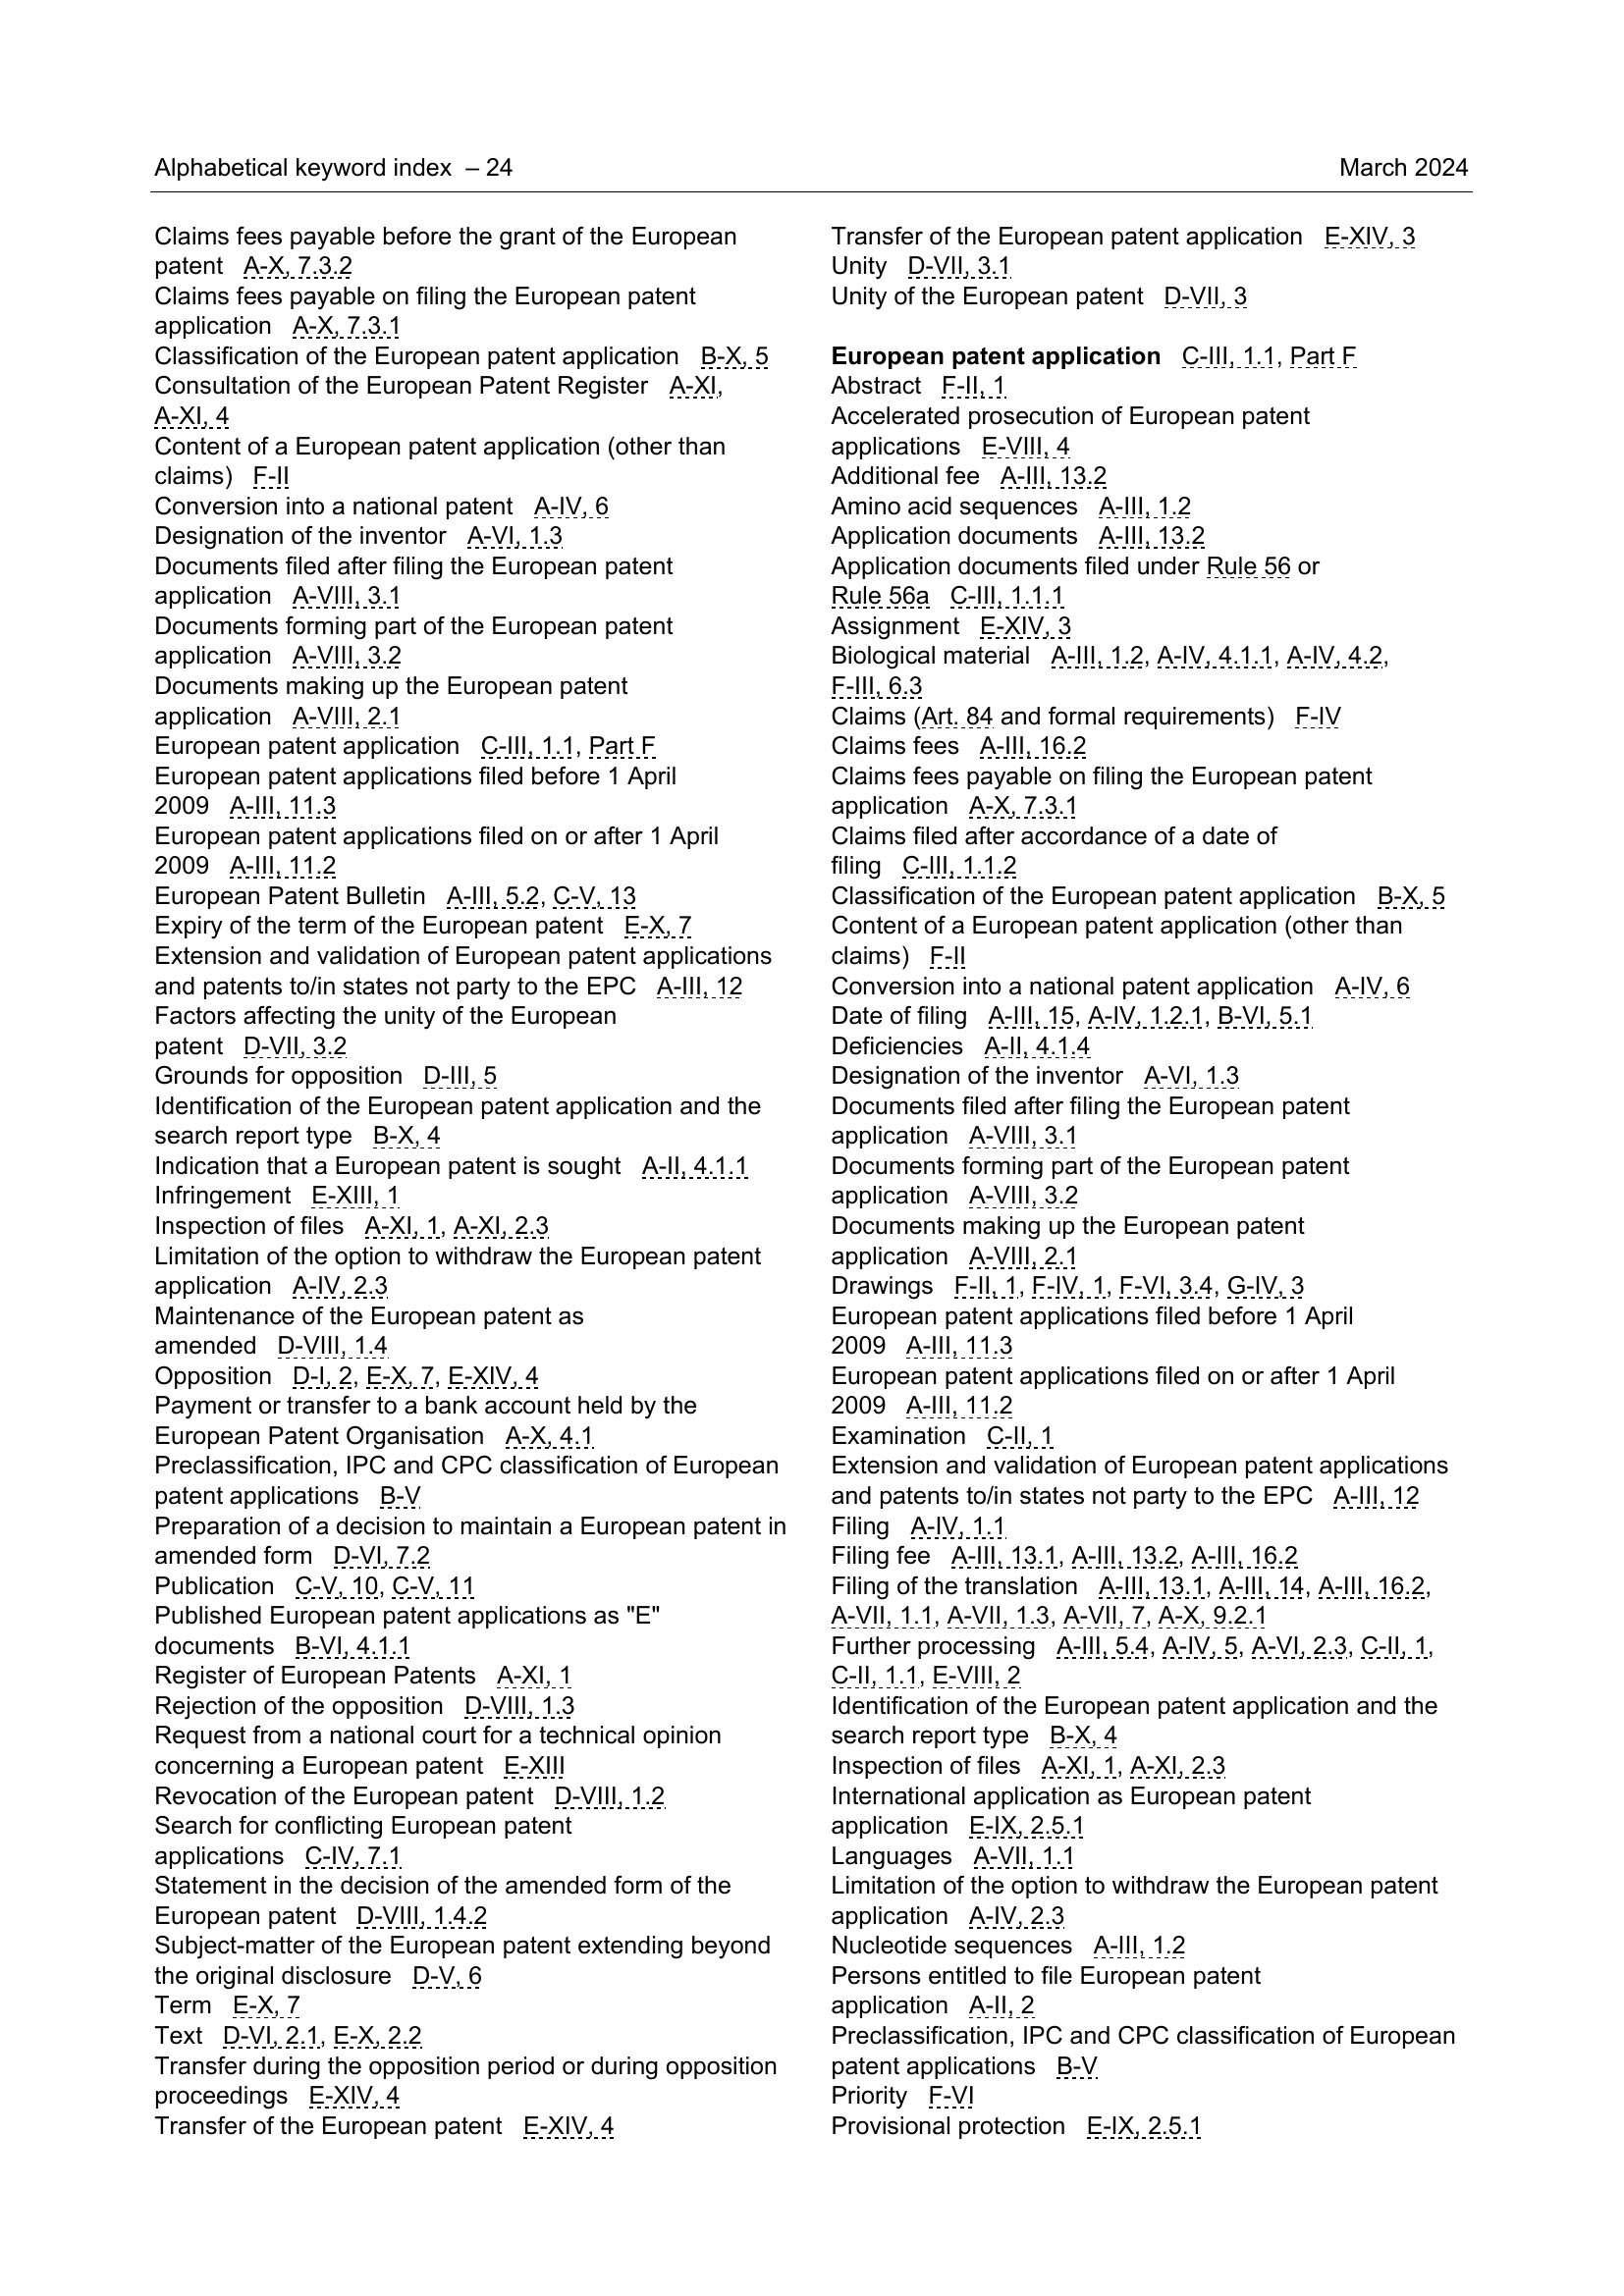 Alphabetical keyword index – 24
March 2024
Claims fees payable before the grant of the European
patent A-X, 7.3.2
Claims fees payable on filing the European patent
application A-X, 7.3.1
Classification of the European patent application B-X, 5
Consultation of the European Patent Register A-XI,
A-XI, 4
Content of a European patent application (other than
claims) F-II
Conversion into a national patent A-IV, 6
Designation of the inventor A-VI, 1.3
Documents filed after filing the European patent
application A-VIII, 3.1
Documents forming part of the European patent
application A-VIII, 3.2
Documents making up the European patent
application A-VIII, 2.1
European patent application C-III, 1.1, Part F
European patent applications filed before 1 April
2009 A-III, 11.3
European patent applications filed on or after 1 April
2009 A-III, 11.2
European Patent Bulletin A-III, 5.2, C-V, 13
Expiry of the term of the European patent E-X, 7
Extension and validation of European patent applications
and patents to/in states not party to the EPC A-III, 12
Factors affecting the unity of the European
patent D-VII, 3.2
Grounds for opposition D-III, 5
Identification of the European patent application and the
search report type B-X, 4
Indication that a European patent is sought A-II, 4.1.1
Infringement E-XIII, 1
Inspection of files A-XI, 1, A-XI, 2.3
Limitation of the option to withdraw the European patent
application A-IV, 2.3
Maintenance of the European patent as
amended D-VIII, 1.4
Opposition D-I, 2, E-X, 7, E-XIV, 4
Payment or transfer to a bank account held by the
European Patent Organisation A-X, 4.1
Preclassification, IPC and CPC classification of European
patent applications B-V
Preparation of a decision to maintain a European patent in
amended form D-VI, 7.2
Publication C-V, 10, C-V, 11
Published European patent applications as "E"
documents B-VI, 4.1.1
Register of European Patents A-XI, 1
Rejection of the opposition D-VIII, 1.3
Request from a national court for a technical opinion
concerning a European patent E-XIII
Revocation of the European patent D-VIII, 1.2
Search for conflicting European patent
applications C-IV, 7.1
Statement in the decision of the amended form of the
European patent D-VIII, 1.4.2
Subject-matter of the European patent extending beyond
the original disclosure D-V, 6
Term E-X, 7
Text D-VI, 2.1, E-X, 2.2
Transfer during the opposition period or during opposition
proceedings E-XIV, 4
Transfer of the European patent E-XIV, 4
Transfer of the European patent application E-XIV, 3
Unity D-VII, 3.1
Unity of the European patent D-VII, 3
European patent application C-III, 1.1, Part F
Abstract F-II, 1
Accelerated prosecution of European patent
applications E-VIII, 4
Additional fee A-III, 13.2
Amino acid sequences A-III, 1.2
Application documents A-III, 13.2
Application documents filed under Rule 56 or
Rule 56a C-III, 1.1.1
Assignment E-XIV, 3
Biological material A-III, 1.2, A-IV, 4.1.1, A-IV, 4.2,
F-III, 6.3
Claims (Art. 84 and formal requirements) F-IV
Claims fees A-III, 16.2
Claims fees payable on filing the European patent
application A-X, 7.3.1
Claims filed after accordance of a date of
filing C-III, 1.1.2
Classification of the European patent application B-X, 5
Content of a European patent application (other than
claims) F-II
Conversion into a national patent application A-IV, 6
Date of filing A-III, 15, A-IV, 1.2.1, B-VI, 5.1
Deficiencies A-II, 4.1.4
Designation of the inventor A-VI, 1.3
Documents filed after filing the European patent
application A-VIII, 3.1
Documents forming part of the European patent
application A-VIII, 3.2
Documents making up the European patent
application A-VIII, 2.1
Drawings F-II, 1, F-IV, 1, F-VI, 3.4, G-IV, 3
European patent applications filed before 1 April
2009 A-III, 11.3
European patent applications filed on or after 1 April
2009 A-III, 11.2
Examination C-II, 1
Extension and validation of European patent applications
and patents to/in states not party to the EPC A-III, 12
Filing A-IV, 1.1
Filing fee A-III, 13.1, A-III, 13.2, A-III, 16.2
Filing of the translation A-III, 13.1, A-III, 14, A-III, 16.2,
A-VII, 1.1, A-VII, 1.3, A-VII, 7, A-X, 9.2.1
Further processing A-III, 5.4, A-IV, 5, A-VI, 2.3, C-II, 1,
C-II, 1.1, E-VIII, 2
Identification of the European patent application and the
search report type B-X, 4
Inspection of files A-XI, 1, A-XI, 2.3
International application as European patent
application E-IX, 2.5.1
Languages A-VII, 1.1
Limitation of the option to withdraw the European patent
application A-IV, 2.3
Nucleotide sequences A-III, 1.2
Persons entitled to file European patent
application A-II, 2
Preclassification, IPC and CPC classification of European
patent applications B-V
Priority F-VI
Provisional protection E-IX, 2.5.1